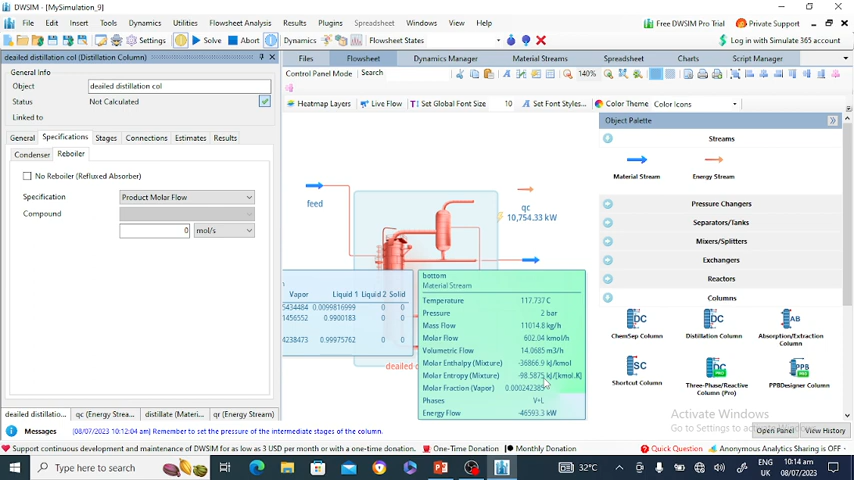 DWSIM - [MySimulation_9]
File Edit Insert Tools Dynamics Utilities Flowsheet Analysis Results Plugins Spreadsheet Windows View Help
Free DWSIM Pro Trial Private Support
Settings Solve Abort Dynamics Flowsheet States
Log in with Simulate 365 account
deailed distillation col (Distillation Column)
General Info
Object deailed distillation col
Status Not Calculated
Linked to
General Specifications Stages Connections Estimates Results
Condenser Reboiler
No Reboiler (Refluxed Absorber)
Specification Product Molar Flow
Compound
0 mol/s
Files Flowsheet Dynamics Manager Material Streams Spreadsheet Charts Script Manager
Control Panel Mode Search 140%
Heatmap Layers Live Flow Set Global Font Size 10 Set Font Styles... Color Theme Color Icons
feed
qc
10,754.33 kW
Vapor Liquid 1 Liquid 2 Solid
5434484 0.0099816999 0 0
1456552 0.9900183 0 0
4238473 0.99975762 0 0
deailed
bottom
Material Stream
Temperature 117.737 C
Pressure 2 bar
Mass Flow 11014.8 kg/h
Molar Flow 602.04 kmol/h
Volumetric Flow 14.0685 m3/h
Molar Enthalpy (Mixture) -36866.9 kJ/kmol
Molar Entropy (Mixture) -98.5875 kJ/[kmol.K]
Molar Fraction (Vapor)
Phases V+L
Energy Flow -46593.3 kW
Object Palette
Streams
Material Stream Energy Stream
Pressure Changers
Separators/Tanks
Mixers/Splitters
Exchangers
Reactors
Columns
ChemSep Column Distillation Column Absorption/Extraction Column
Shortcut Column Three-Phase/Reactive Column (Pro) PPBDesigner Column
Activate Windows
Go to Settings to
deailed distillatio... qc (Energy Strea... distillate (Materi... qr (Energy Stream)
Open Panel View History
Messages [08/07/2023 10:12:04 am] Remember to set the pressure of the intermediate stages of the column.
Support continuous development and maintenance of DWSIM for as low as 3 USD per month or with a one-time donation. One-Time Donation Monthly Donation Quick Question Anonymous Analytics Sharing is OFF
Type here to search
32°C ENG UK 10:14 am 08/07/2023